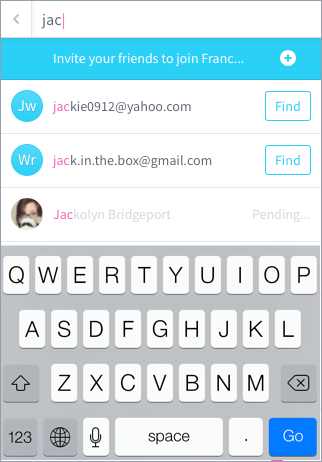 jac
Invite your friends to join Franc...
Jw jackie0912@yahoo.com Find
Wr jack.in.the.box@gmail.com Find
Jackolyn Bridgeport Pending...
Q W E R T Y U I O P
A S D F G H J K L
Z X C V B N M
123 space . Go